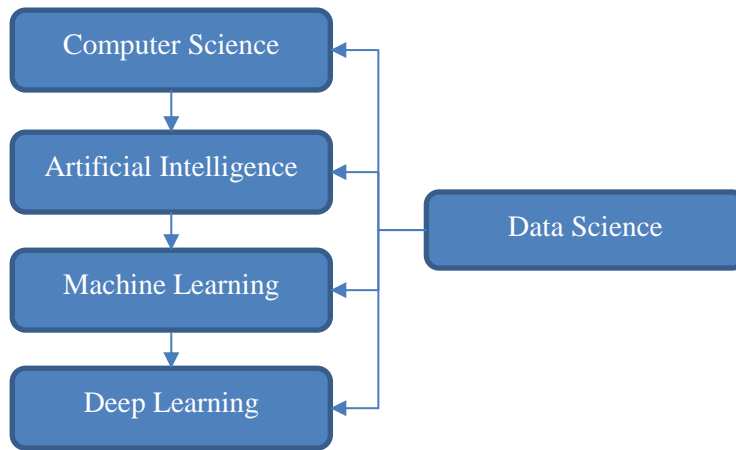 Computer Science
Artificial Intelligence
Data Science
Machine Learning
Deep Learning